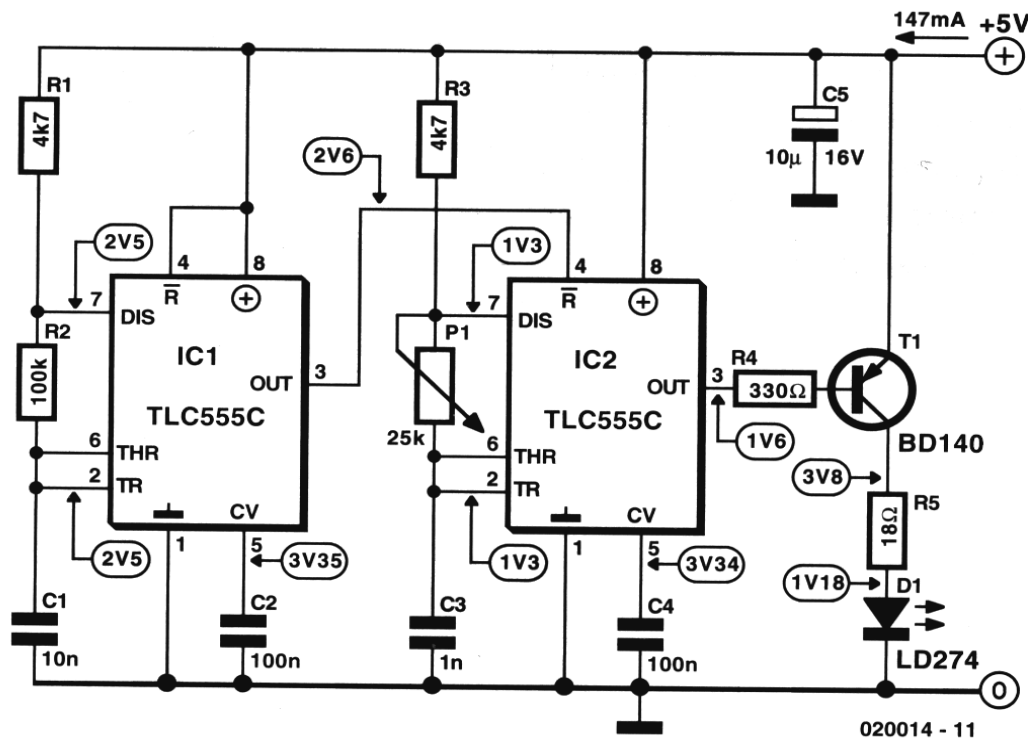 147mA
+5V
+
R1
4k7
R3
4k7
C5
10µ 16V
2V6
2V5
1V3
4
8
R
+
7
DIS
R2
100k
IC1
TLC555C
OUT
3
6
THR
2
TR
CV
2V5
1
5
3V35
C1
10n
C2
100n
4
8
R
+
7
DIS
P1
25k
IC2
TLC555C
OUT
3
6
THR
2
TR
CV
1V3
1
5
3V34
C3
1n
C4
100n
R4
330Ω
1V6
T1
BD140
3V8
R5
18Ω
1V18
D1
LD274
0
020014 - 11